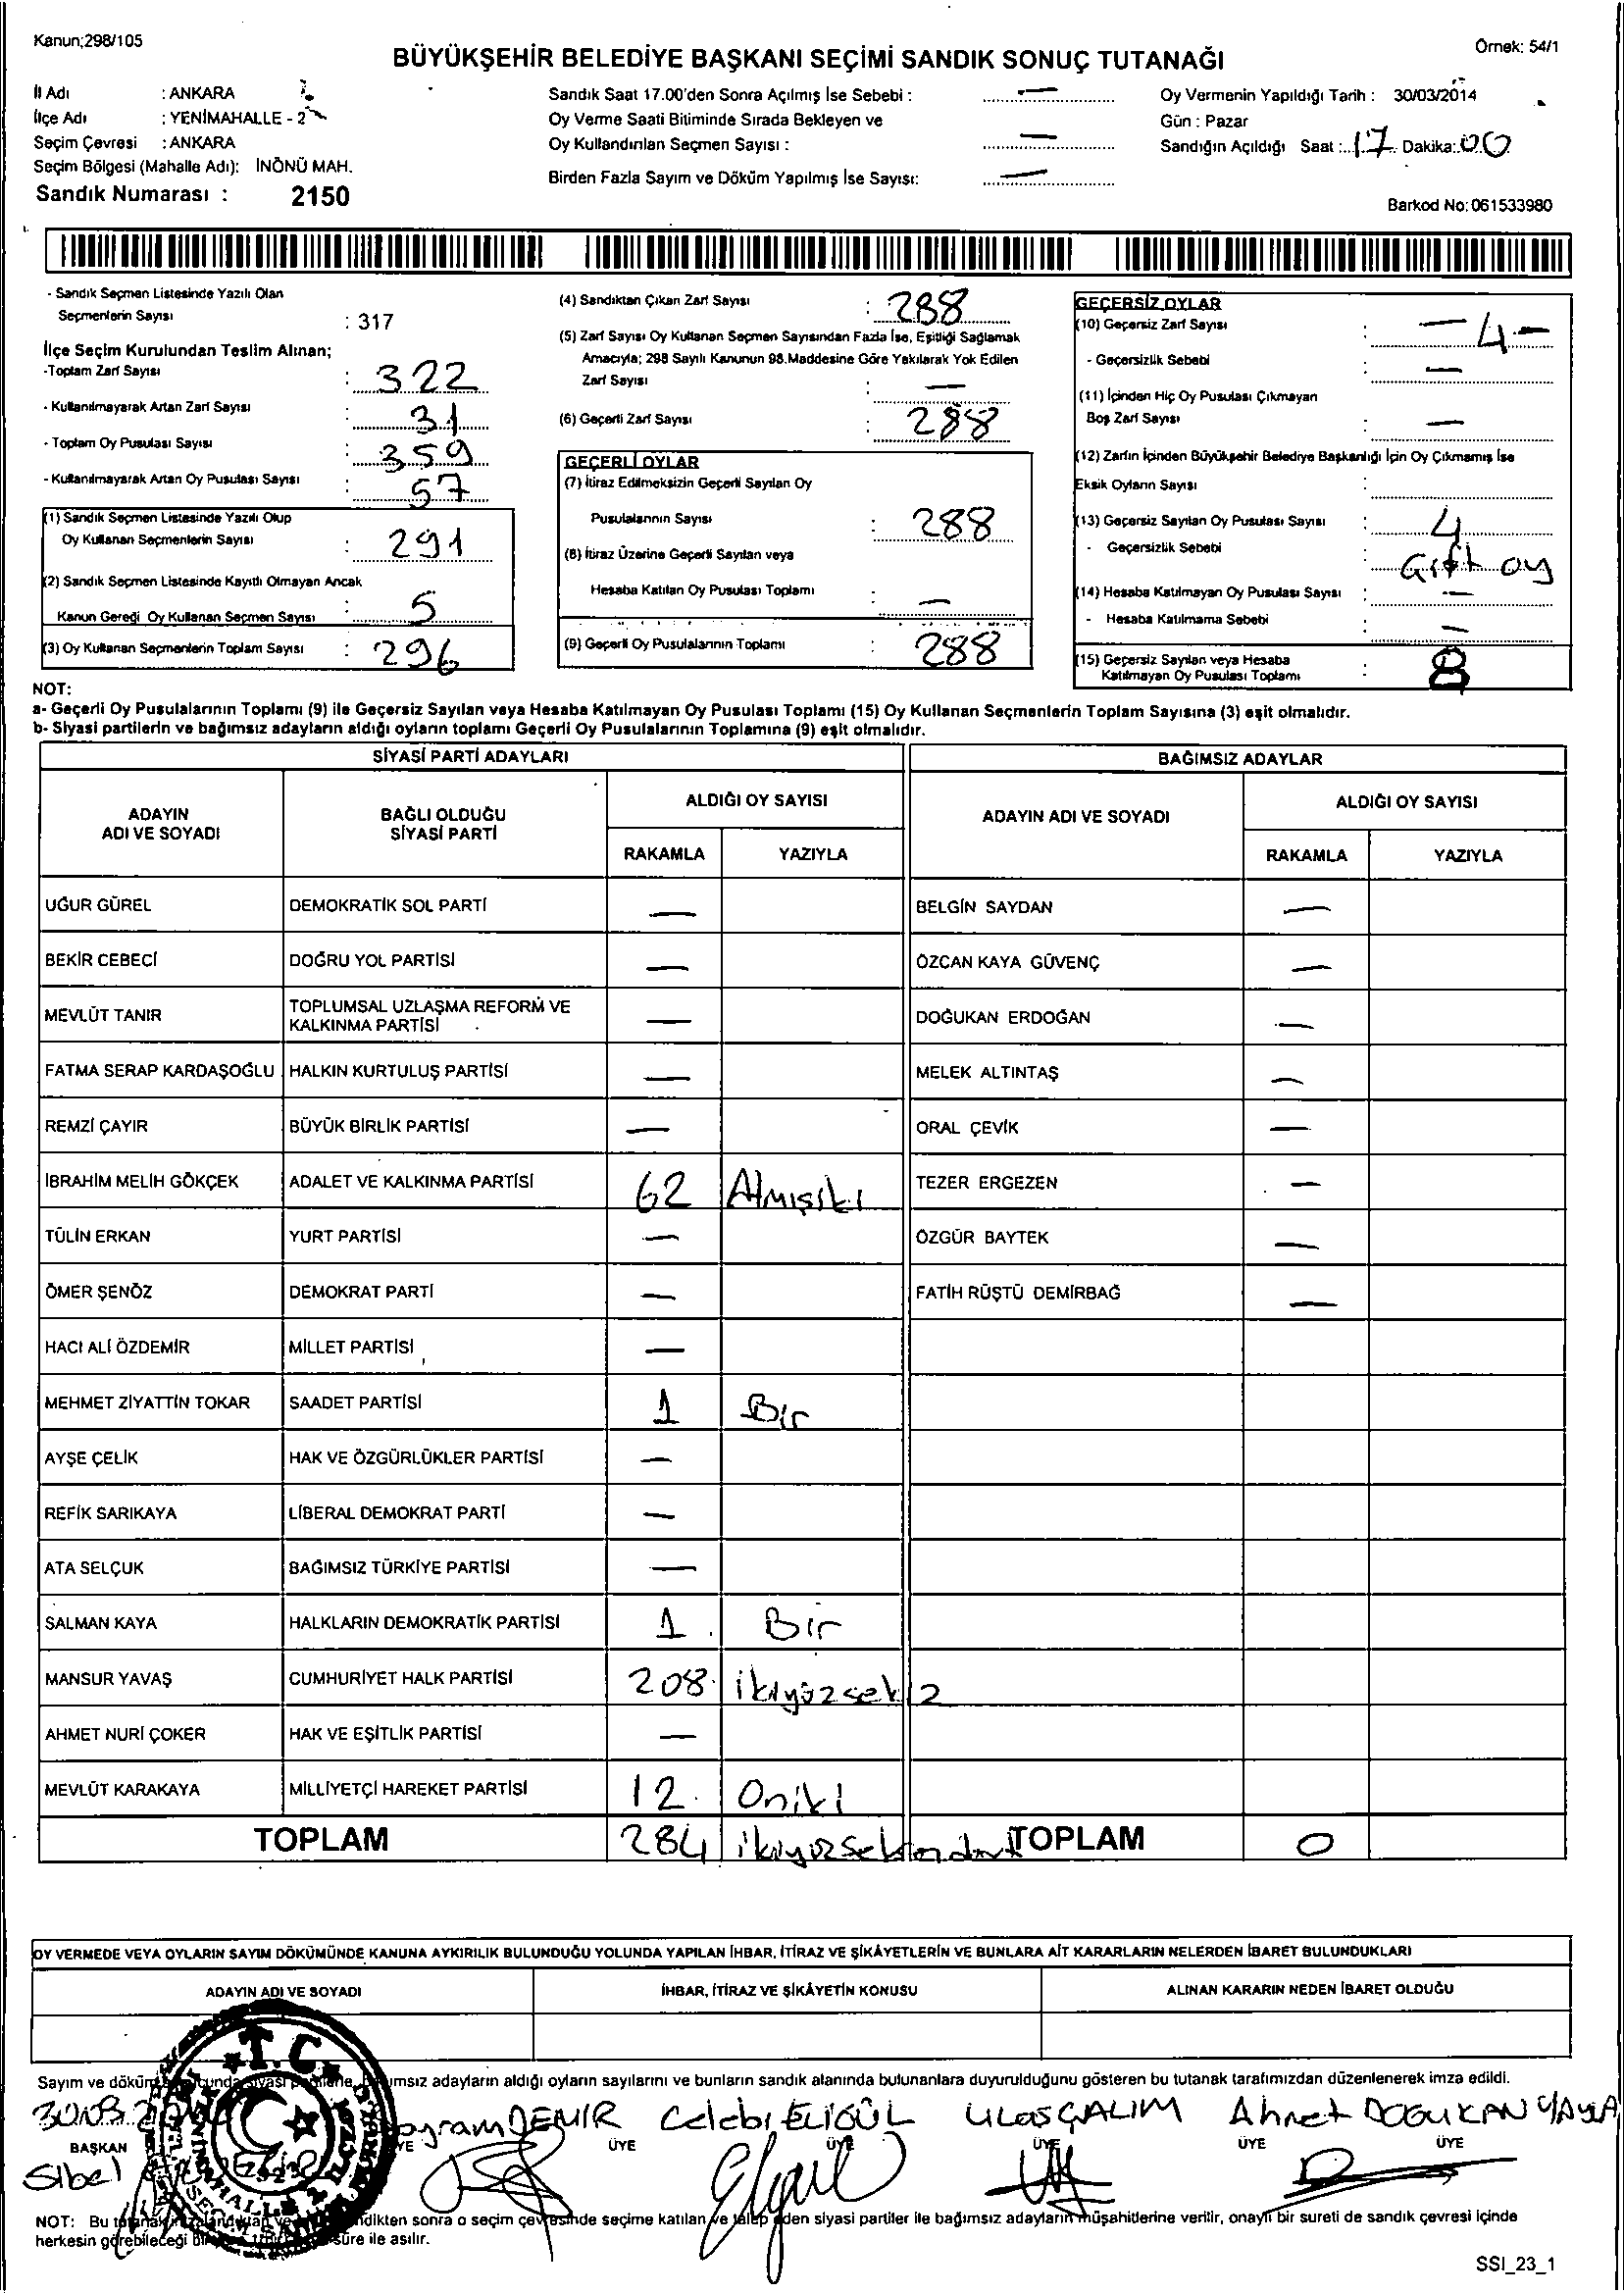 Kanun;298/105
Örnek: 54/1
BÜYÜKŞEHİR BELEDİYE BAŞKANI SEÇİMİ SANDIK SONUÇ TUTANAĞI
İl Adı : ANKARA
İlçe Adı : YENİMAHALLE - 2
Seçim Çevresi : ANKARA
Seçim Bölgesi (Mahalle Adı): İNÖNÜ MAH.
Sandık Numarası : 2150
Sandık Saat 17.00'den Sonra Açılmış İse Sebebi : —
Oy Verme Saati Bitiminde Sırada Bekleyen ve
Oy Kullandırılan Seçmen Sayısı : —
Birden Fazla Sayım ve Döküm Yapılmış İse Sayısı: —
Oy Vermenin Yapıldığı Tarih : 30/03/2014
Gün : Pazar
Sandığın Açıldığı Saat : 17 Dakika: 00
Barkod No: 061533980
- Sandık Seçmen Listesinde Yazılı Olan
Seçmenlerin Sayısı : 317
İlçe Seçim Kurulundan Teslim Alınan;
-Toplam Zarf Sayısı : 322
- Kullanılmayarak Artan Zarf Sayısı : 31
- Toplam Oy Pusulası Sayısı : 359
- Kullanılmayarak Artan Oy Pusulası Sayısı : 57
(1) Sandık Seçmen Listesinde Yazılı Olup
Oy Kullanan Seçmenlerin Sayısı : 291
(2) Sandık Seçmen Listesinde Kayıtlı Olmayan Ancak
Kanun Gereği Oy Kullanan Seçmen Sayısı : 5
(3) Oy Kullanan Seçmenlerin Toplam Sayısı : 296
(4) Sandıktan Çıkan Zarf Sayısı : 288
(5) Zarf Sayısı Oy Kullanan Seçmen Sayısından Fazla İse, Eşitliği Sağlamak
Amacıyla; 298 Sayılı Kanunun 98.Maddesine Göre Yakılarak Yok Edilen
Zarf Sayısı : —
(6) Geçerli Zarf Sayısı : 288
GEÇERLİ OYLAR
(7) İtiraz Edilmeksizin Geçerli Sayılan Oy
Pusulalarının Sayısı : 288
(8) İtiraz Üzerine Geçerli Sayılan veya
Hesaba Katılan Oy Pusulası Toplamı : —
(9) Geçerli Oy Pusulalarının Toplamı : 288
GEÇERSİZ OYLAR
(10) Geçersiz Zarf Sayısı : — 4 —
- Geçersizlik Sebebi : —
(11) İçinden Hiç Oy Pusulası Çıkmayan
Boş Zarf Sayısı : —
(12) Zarfın İçinden Büyükşehir Belediye Başkanlığı İçin Oy Çıkmamış İse
Eksik Oyların Sayısı :
(13) Geçersiz Sayılan Oy Pusulası Sayısı : 4
- Geçersizlik Sebebi : Çift oy
(14) Hesaba Katılmayan Oy Pusulası Sayısı : —
- Hesaba Katılmama Sebebi : —
(15) Geçersiz Sayılan veya Hesaba
Katılmayan Oy Pusulası Toplamı : 8
NOT:
a- Geçerli Oy Pusulalarının Toplamı (9) ile Geçersiz Sayılan veya Hesaba Katılmayan Oy Pusulası Toplamı (15) Oy Kullanan Seçmenlerin Toplam Sayısına (3) eşit olmalıdır.
b- Siyasi partilerin ve bağımsız adayların aldığı oyların toplamı Geçerli Oy Pusulalarının Toplamına (9) eşit olmalıdır.
SİYASİ PARTİ ADAYLARI BAĞIMSIZ ADAYLAR
ADAYIN ADI VE SOYADI BAĞLI OLDUĞU SİYASİ PARTİ ALDIĞI OY SAYISI ADAYIN ADI VE SOYADI ALDIĞI OY SAYISI
RAKAMLA YAZIYLA RAKAMLA YAZIYLA
UĞUR GÜREL DEMOKRATİK SOL PARTİ — BELGİN SAYDAN —
BEKİR CEBECİ DOĞRU YOL PARTİSİ — ÖZCAN KAYA GÜVENÇ —
MEVLÜT TANIR TOPLUMSAL UZLAŞMA REFORM VE KALKINMA PARTİSİ — DOĞUKAN ERDOĞAN —
FATMA SERAP KARDAŞOĞLU HALKIN KURTULUŞ PARTİSİ — MELEK ALTINTAŞ —
REMZİ ÇAYIR BÜYÜK BİRLİK PARTİSİ — ORAL ÇEVİK —
İBRAHİM MELİH GÖKÇEK ADALET VE KALKINMA PARTİSİ 62 Atmışiki TEZER ERGEZEN —
TÜLİN ERKAN YURT PARTİSİ — ÖZGÜR BAYTEK —
ÖMER ŞENÖZ DEMOKRAT PARTİ — FATİH RÜŞTÜ DEMİRBAĞ —
HACI ALİ ÖZDEMİR MİLLET PARTİSİ —
MEHMET ZİYATTİN TOKAR SAADET PARTİSİ 1 Bir
AYŞE ÇELİK HAK VE ÖZGÜRLÜKLER PARTİSİ —
REFİK SARIKAYA LİBERAL DEMOKRAT PARTİ —
ATA SELÇUK BAĞIMSIZ TÜRKİYE PARTİSİ —
SALMAN KAYA HALKLARIN DEMOKRATİK PARTİSİ 1 Bir
MANSUR YAVAŞ CUMHURİYET HALK PARTİSİ 208 ikiyüzsekiz
AHMET NURİ ÇOKER HAK VE EŞİTLİK PARTİSİ —
MEVLÜT KARAKAYA MİLLİYETÇİ HAREKET PARTİSİ 12 Oniki
TOPLAM 284 ikiyüzseksendört TOPLAM 0
OY VERMEDE VEYA OYLARIN SAYIM DÖKÜMÜNDE KANUNA AYKIRILIK BULUNDUĞU YOLUNDA YAPILAN İHBAR, İTİRAZ VE ŞİKÂYETLERİN VE BUNLARA AİT KARARLARIN NELERDEN İBARET BULUNDUKLARI
ADAYIN ADI VE SOYADI İHBAR, İTİRAZ VE ŞİKÂYETİN KONUSU ALINAN KARARIN NEDEN İBARET OLDUĞU
Sayım ve döküm siyasi adayların aldığı oyların sayılarını ve bunların sandık alanında bulunanlara duyurulduğunu gösteren bu tutanak tarafımızdan düzenlenerek imza edildi.
T.C.
DEMİR Celebi ELİGÜL Ulaş ÇALIM Ahmet DOĞUKAN YAYLA
BAŞKAN ÜYE ÜYE ÜYE ÜYE ÜYE
Sibel
NOT: Bu sonra o seçim çevresinde seçime katılan ve talep eden siyasi partiler ile bağımsız adayların müşahitlerine verilir, onaylı bir sureti de sandık çevresi içinde
herkesin görebileceği süre ile asılır.
SSI_23_1